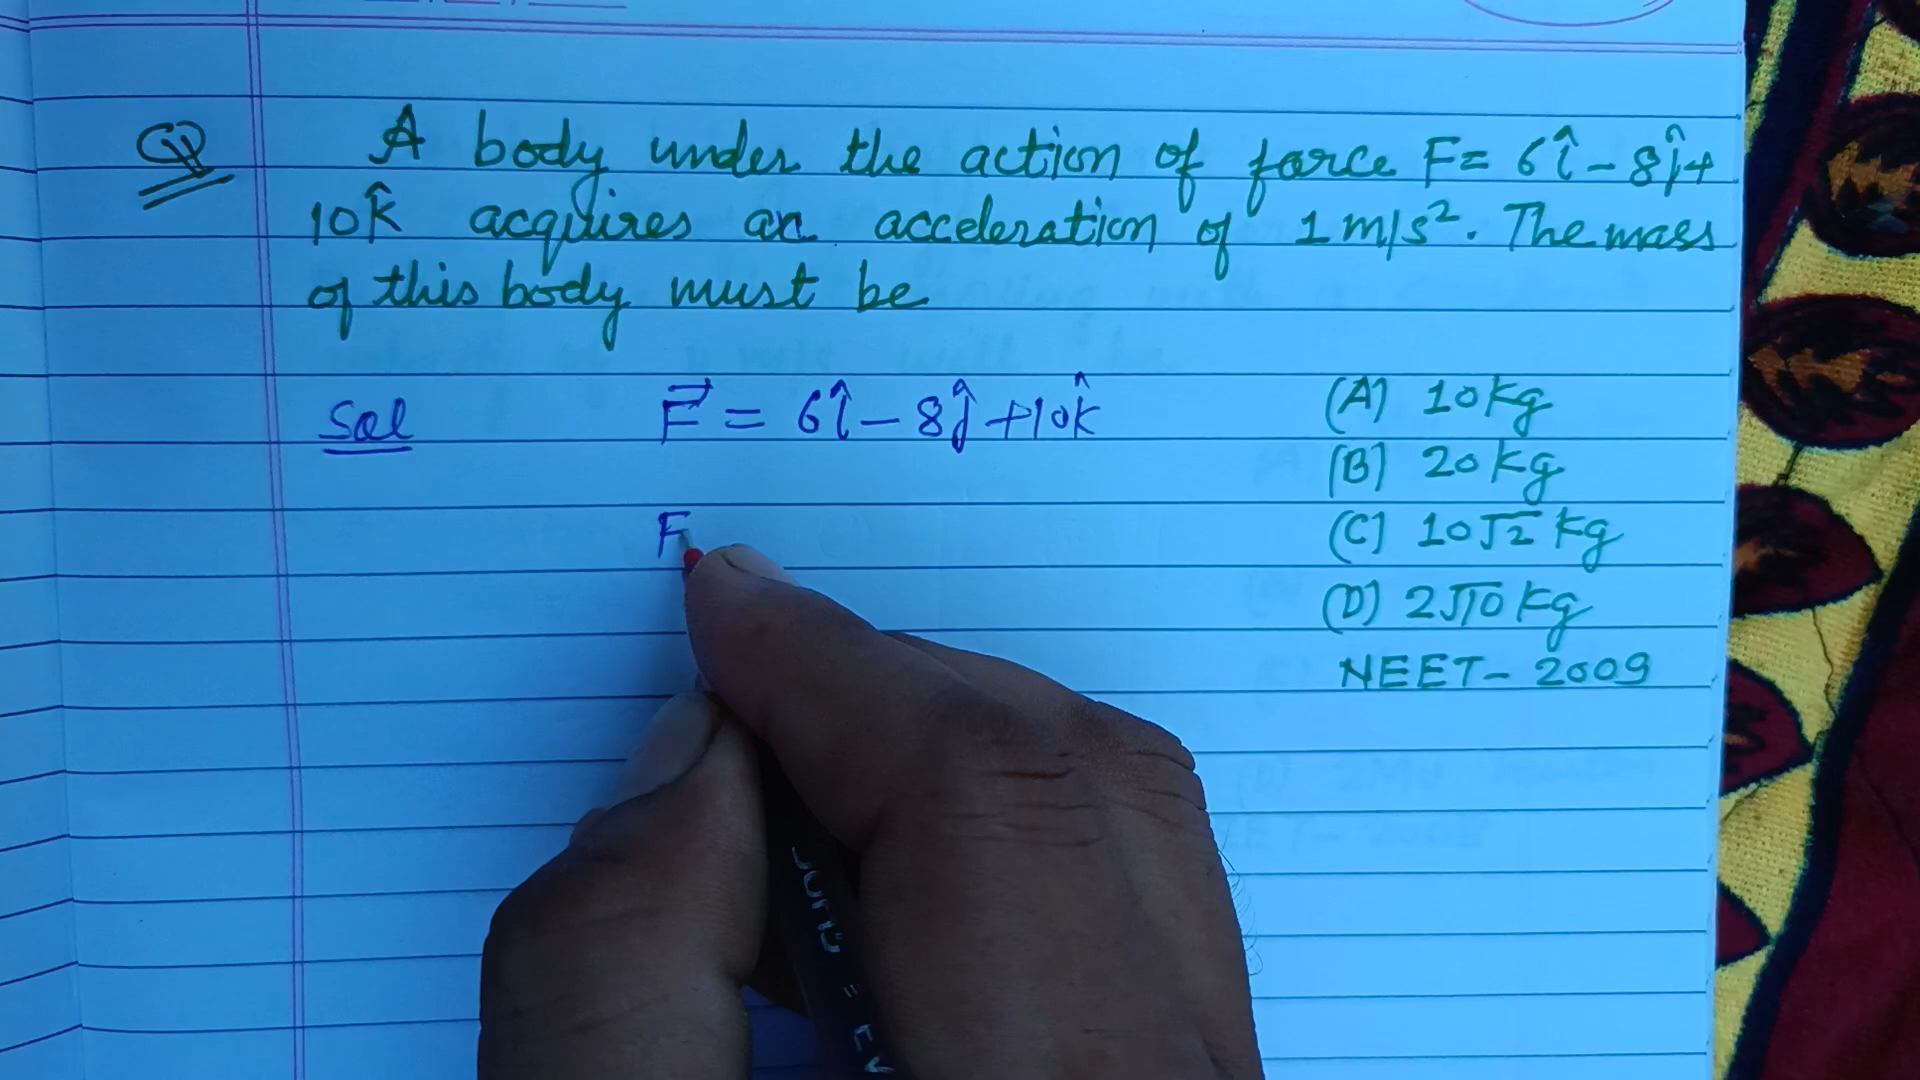 Q
A body under the action of force F= 6î - 8ĵ+
10k̂ acquires an acceleration of 1 m/s². The mass
of this body must be
Sol F⃗ = 6î - 8ĵ +10k̂
(A) 10 kg
(B) 20 kg
F
(C) 10√2 kg
(D) 2√10 kg
NEET- 2009